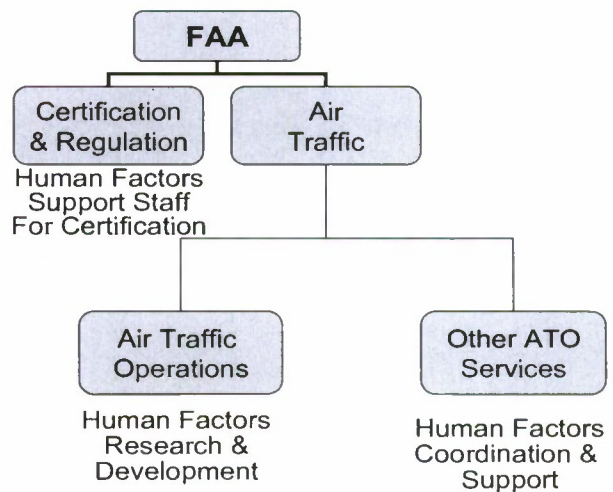 FAA
Certification
& Regulation
Human Factors
Support Staff
For Certification
Air
Traffic
Air Traffic
Operations
Human Factors
Research &
Development
Other ATO
Services
Human Factors
Coordination &
Support